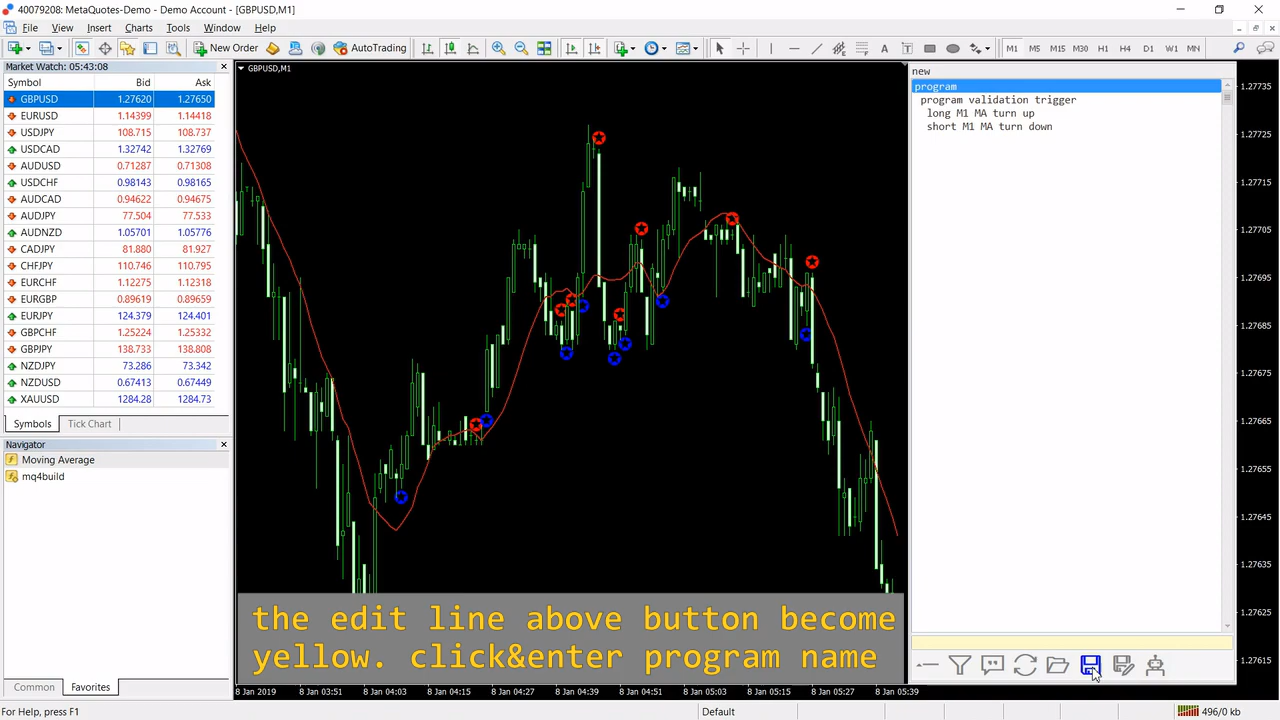 40079208: MetaQuotes-Demo - Demo Account - [GBPUSD,M1]
File View Insert Charts Tools Window Help
New Order AutoTrading M1 M5 M15 M30 H1 H4 D1 W1 MN
Market Watch: 05:43:08
Symbol Bid Ask
GBPUSD 1.27620 1.27650
EURUSD 1.14399 1.14418
USDJPY 108.715 108.737
USDCAD 1.32742 1.32769
AUDUSD 0.71287 0.71308
USDCHF 0.98143 0.98165
AUDCAD 0.94622 0.94675
AUDJPY 77.504 77.533
AUDNZD 1.05701 1.05776
CADJPY 81.880 81.927
CHFJPY 110.746 110.795
EURCHF 1.12275 1.12318
EURGBP 0.89619 0.89659
EURJPY 124.379 124.401
GBPCHF 1.25224 1.25332
GBPJPY 138.733 138.808
NZDJPY 73.286 73.342
NZDUSD 0.67413 0.67449
XAUUSD 1284.28 1284.73
Symbols Tick Chart
Navigator
Moving Average
mq4build
Common Favorites
GBPUSD,M1
new
program
program validation trigger
long M1 MA turn up
short M1 MA turn down
1.27735
1.27725
1.27715
1.27705
1.27695
1.27685
1.27675
1.27665
1.27655
1.27645
1.27635
1.27625
1.27615
the edit line above button become
yellow. click&enter program name
8 Jan 2019 8 Jan 03:51 8 Jan 04:03 8 Jan 04:15 8 Jan 04:27 8 Jan 04:39 8 Jan 04:51 8 Jan 05:03 8 Jan 05:15 8 Jan 05:27 8 Jan 05:39
For Help, press F1 Default 496/0 kb